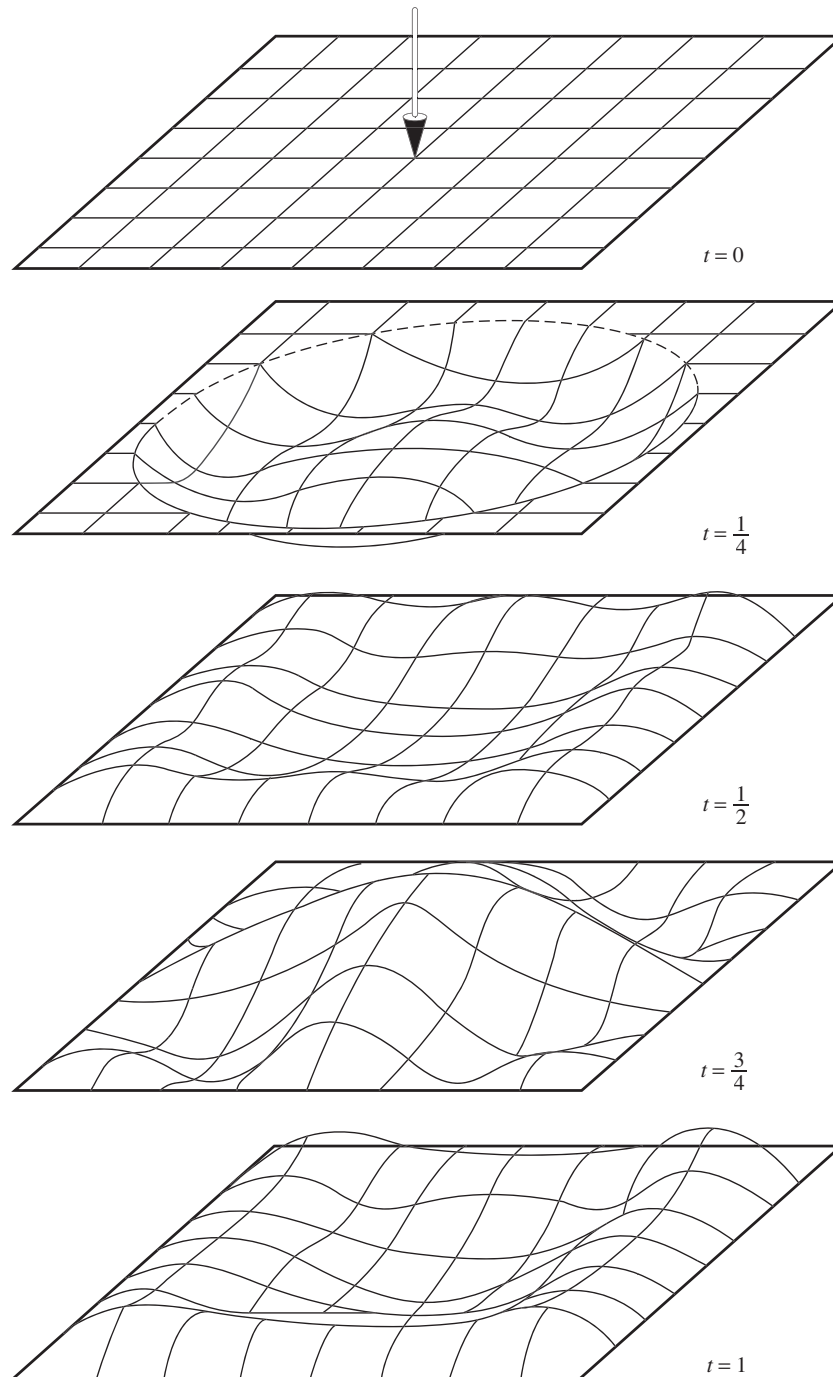 t = 0
t = 1/4
t = 1/2
t = 3/4
t = 1